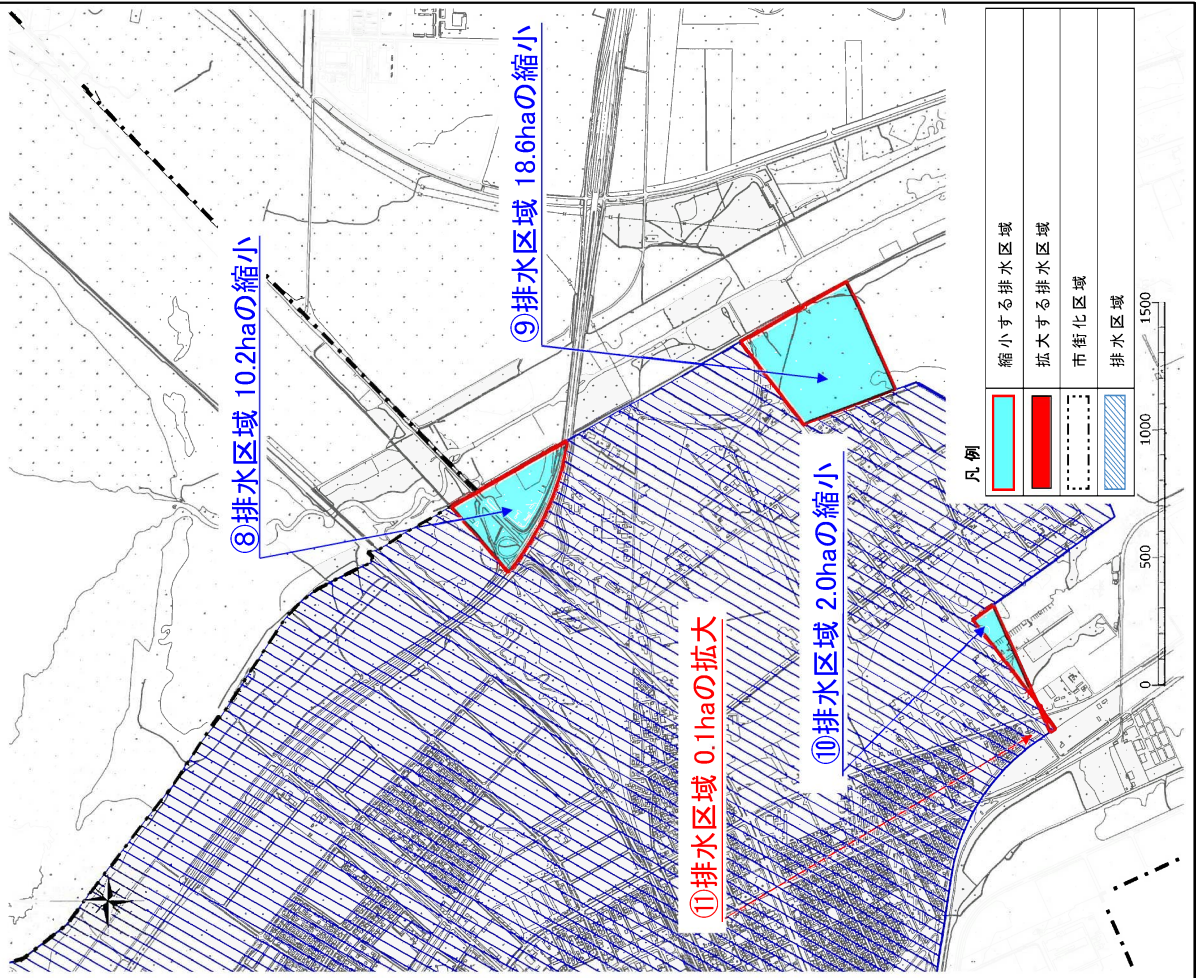 ⑧排水区域 10.2haの縮小
⑨排水区域 18.6haの縮小
⑩排水区域 2.0haの縮小
⑪排水区域 0.1haの拡大
凡例
縮小する排水区域
拡大する排水区域
市街化区域
排水区域
0 500 1000 1500